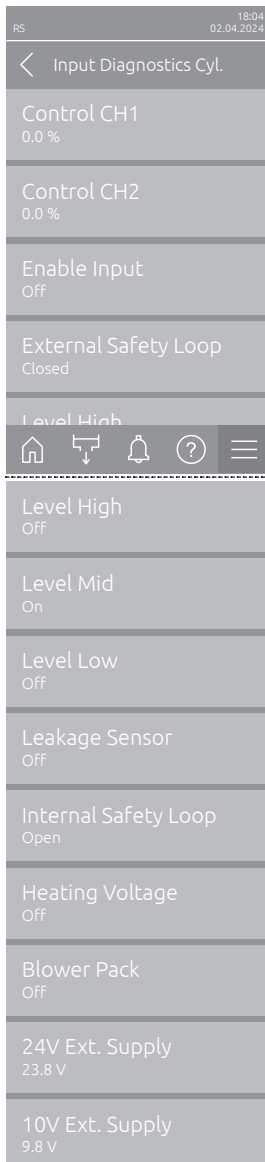 RS
18:04
02.04.2024
Input Diagnostics Cyl.
Control CH1
0.0 %
Control CH2
0.0 %
Enable Input
Off
External Safety Loop
Closed
Level High
Level High
Off
Level Mid
On
Level Low
Off
Leakage Sensor
Off
Internal Safety Loop
Open
Heating Voltage
Off
Blower Pack
Off
24V Ext. Supply
23.8 V
10V Ext. Supply
9.8 V